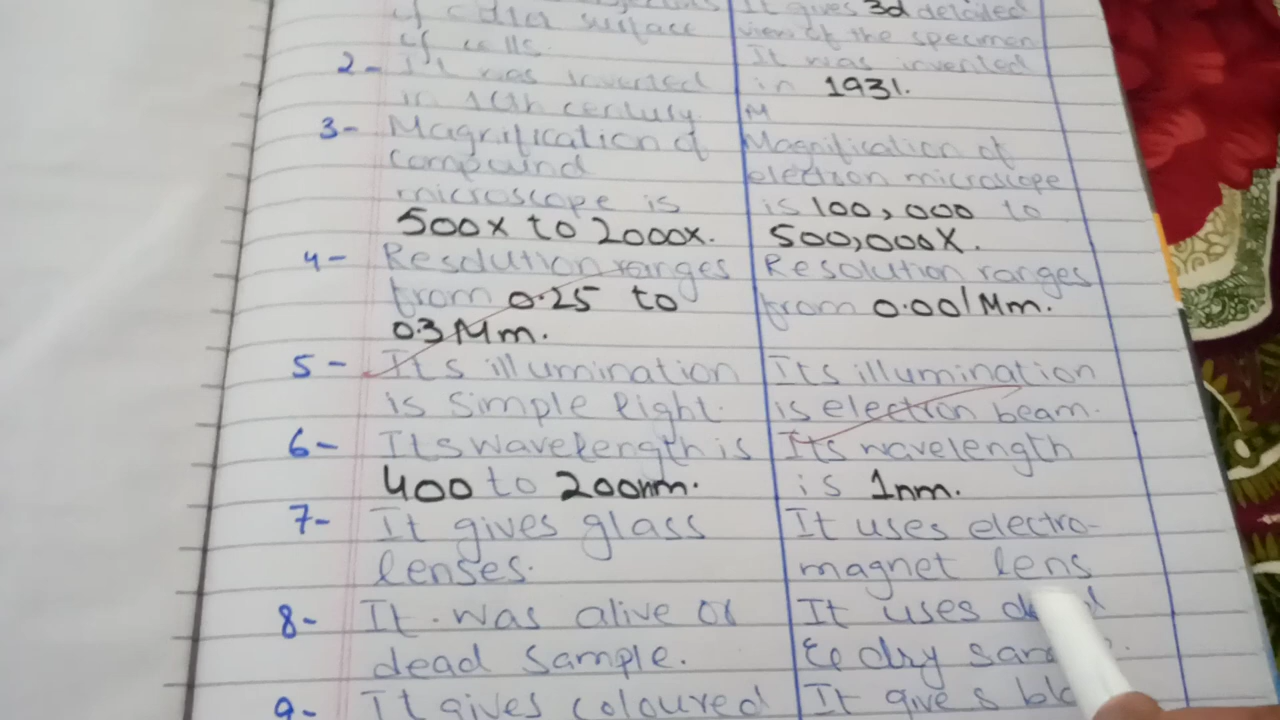 of outer surface
of cells.
2- It was invented
in 16th century.
3- Magnification of
compound
microscope is
500x to 2000x.
4- Resolution ranges
from 0.25 to
0.3 Mm.
5- Its illumination
is simple light.
6- Its wavelength is
400 to 200nm.
7- It gives glass
lenses.
8- It was alive or
dead sample.
9- It gives coloured
It gives 3d detailed
view of the specimen
It was invented
in 1931.
M
Magnification of
electron microscope
is 100,000 to
500,000X.
Resolution ranges
from 0.001Mm.
Its illumination
is electron beam.
Its wavelength
is 1nm.
It uses electro-
magnet lens
It uses
& dry
It gives